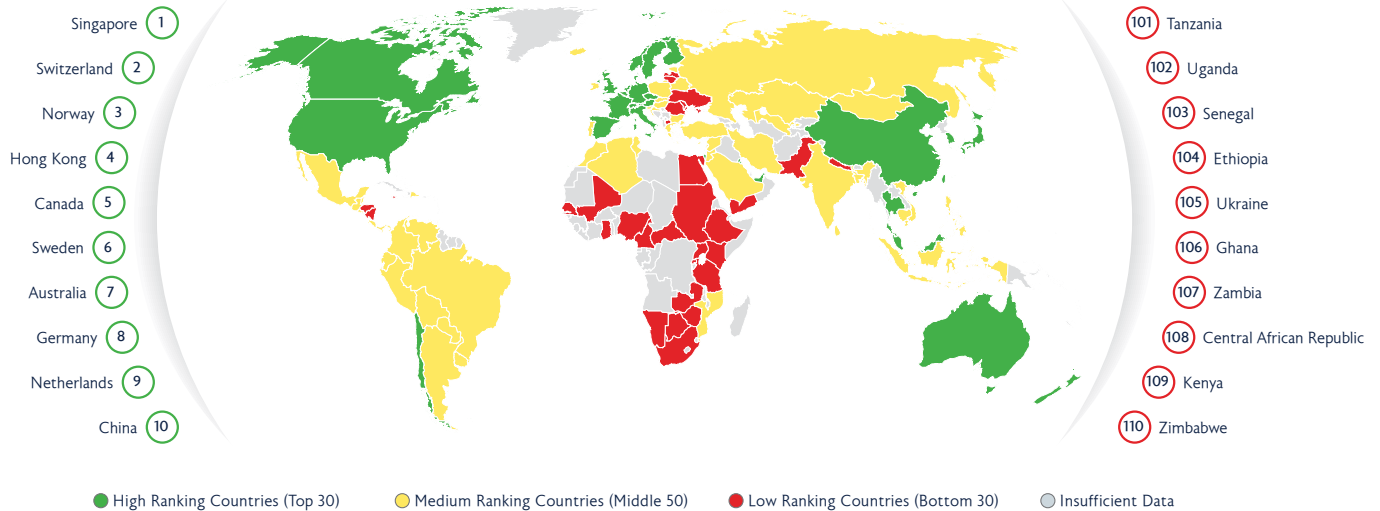 Singapore 1
Switzerland 2
Norway 3
Hong Kong 4
Canada 5
Sweden 6
Australia 7
Germany 8
Netherlands 9
China 10
101 Tanzania
102 Uganda
103 Senegal
104 Ethiopia
105 Ukraine
106 Ghana
107 Zambia
108 Central African Republic
109 Kenya
110 Zimbabwe
High Ranking Countries (Top 30)
Medium Ranking Countries (Middle 50)
Low Ranking Countries (Bottom 30)
Insufficient Data